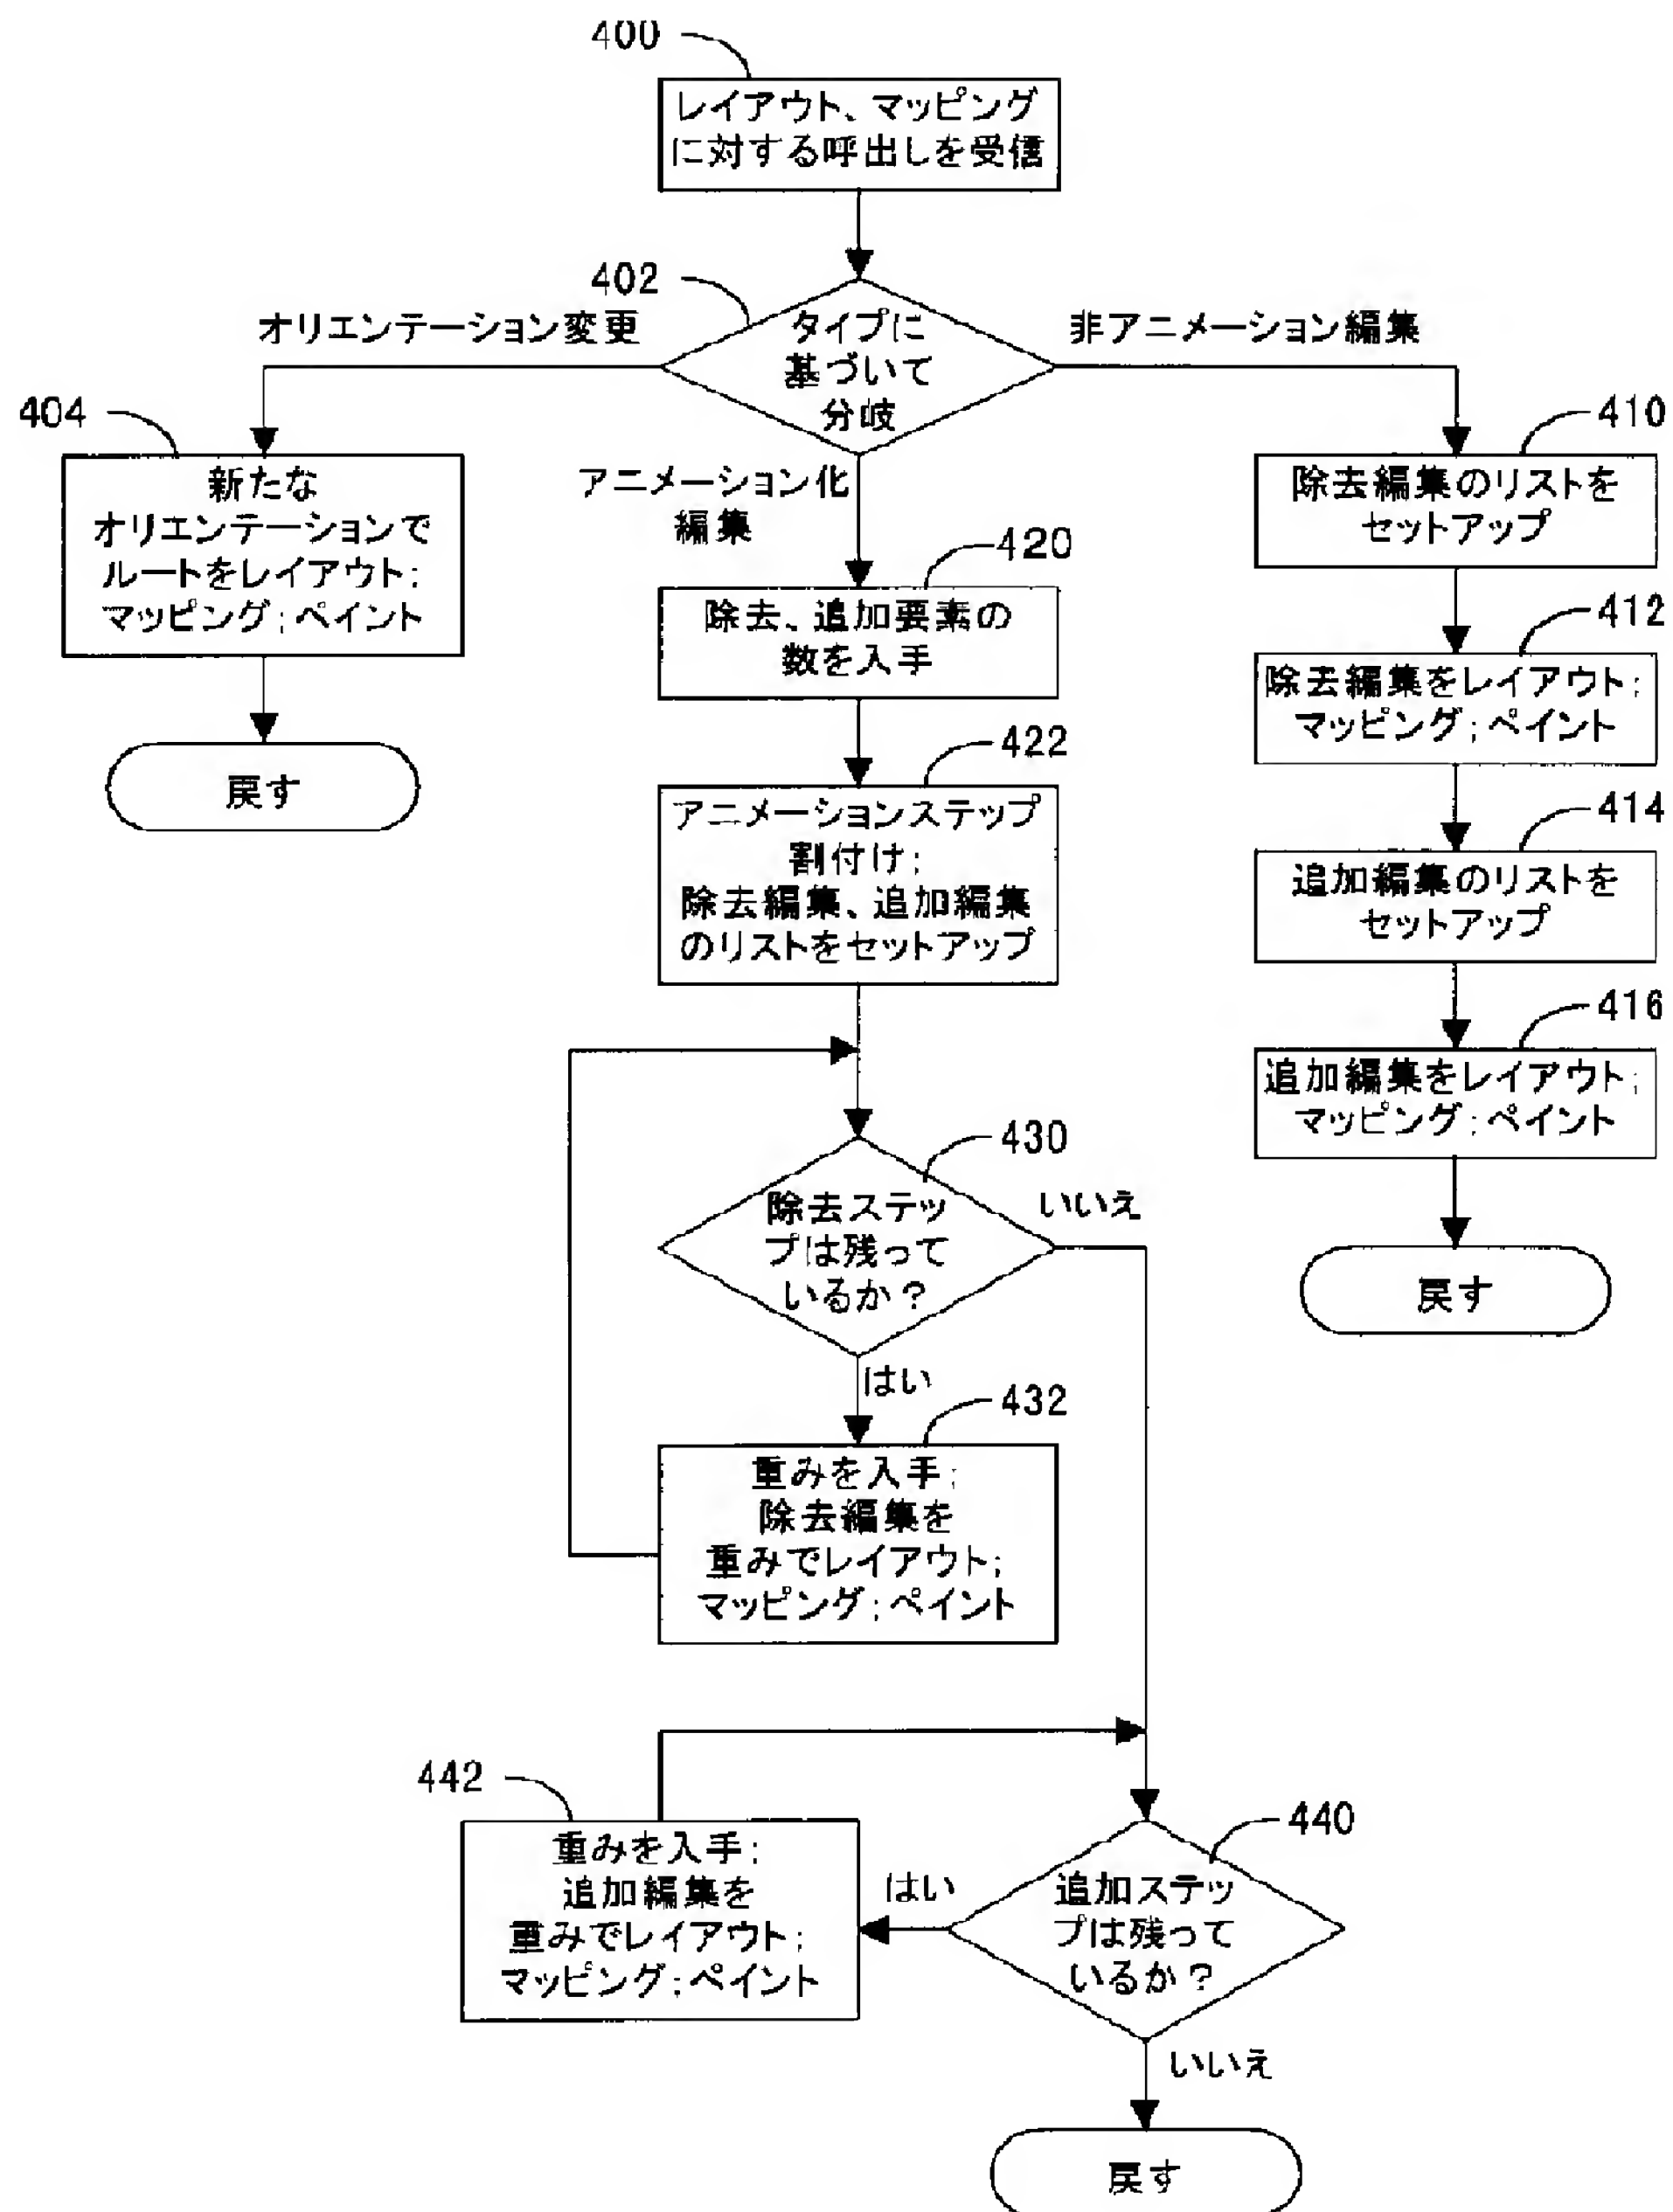 400
レイアウト、マッピング
に対する呼出しを受信
402
タイプに
基づいて
分岐
オリエンテーション変更
非アニメーション編集
アニメーション化
編集
404
新たな
オリエンテーションで
ルートをレイアウト;
マッピング;ペイント
戻す
410
除去編集のリストを
セットアップ
412
除去編集をレイアウト;
マッピング;ペイント
414
追加編集のリストを
セットアップ
416
追加編集をレイアウト;
マッピング;ペイント
戻す
420
除去、追加要素の
数を入手
422
アニメーションステップ
割付け;
除去編集、追加編集
のリストをセットアップ
430
除去ステッ
プは残って
いるか?
いいえ
はい
432
重みを入手;
除去編集を
重みでレイアウト;
マッピング;ペイント
440
追加ステッ
プは残って
いるか?
はい
442
重みを入手;
追加編集を
重みでレイアウト;
マッピング;ペイント
いいえ
戻す